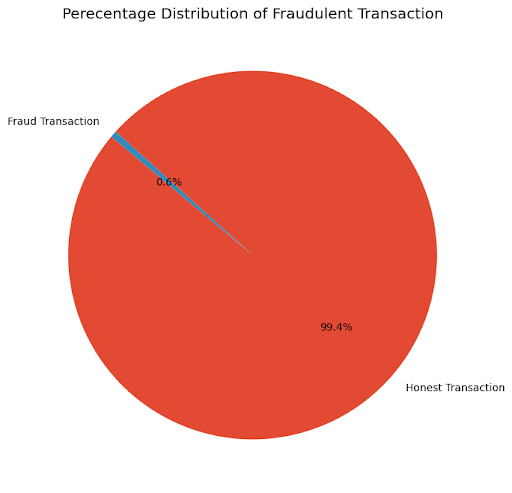 Perecentage Distribution of Fraudulent Transaction
Fraud Transaction
0.6%
99.4%
Honest Transaction